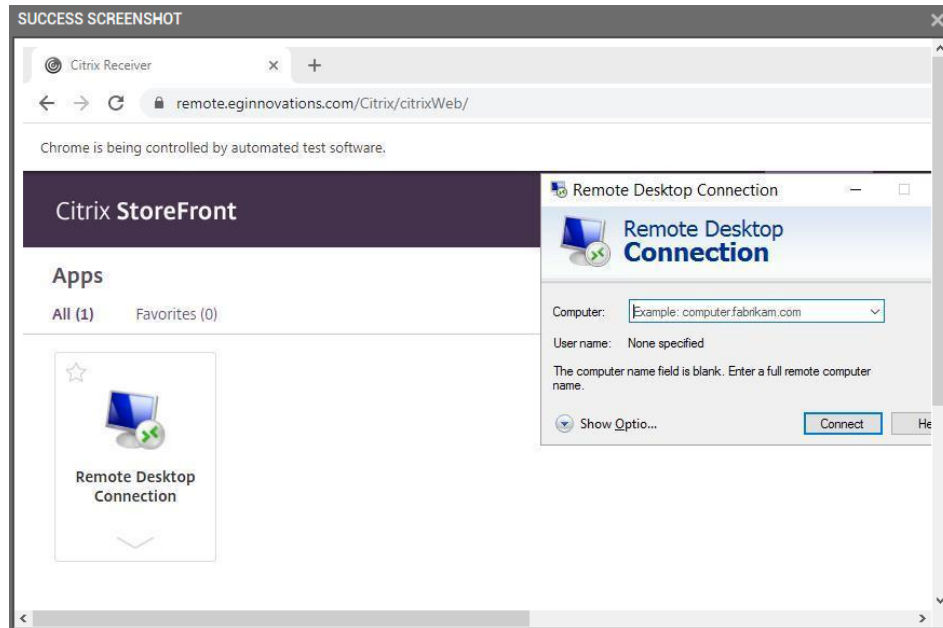 SUCCESS SCREENSHOT
Citrix Receiver
remote.eginnovations.com/Citrix/citrixWeb/
Chrome is being controlled by automated test software.
Citrix StoreFront
Apps
All (1) Favorites (0)
Remote Desktop
Connection
Remote Desktop Connection
Remote Desktop
Connection
Computer: Example: computer.fabrikam.com
User name: None specified
The computer name field is blank. Enter a full remote computer
name.
Show Optio... Connect He